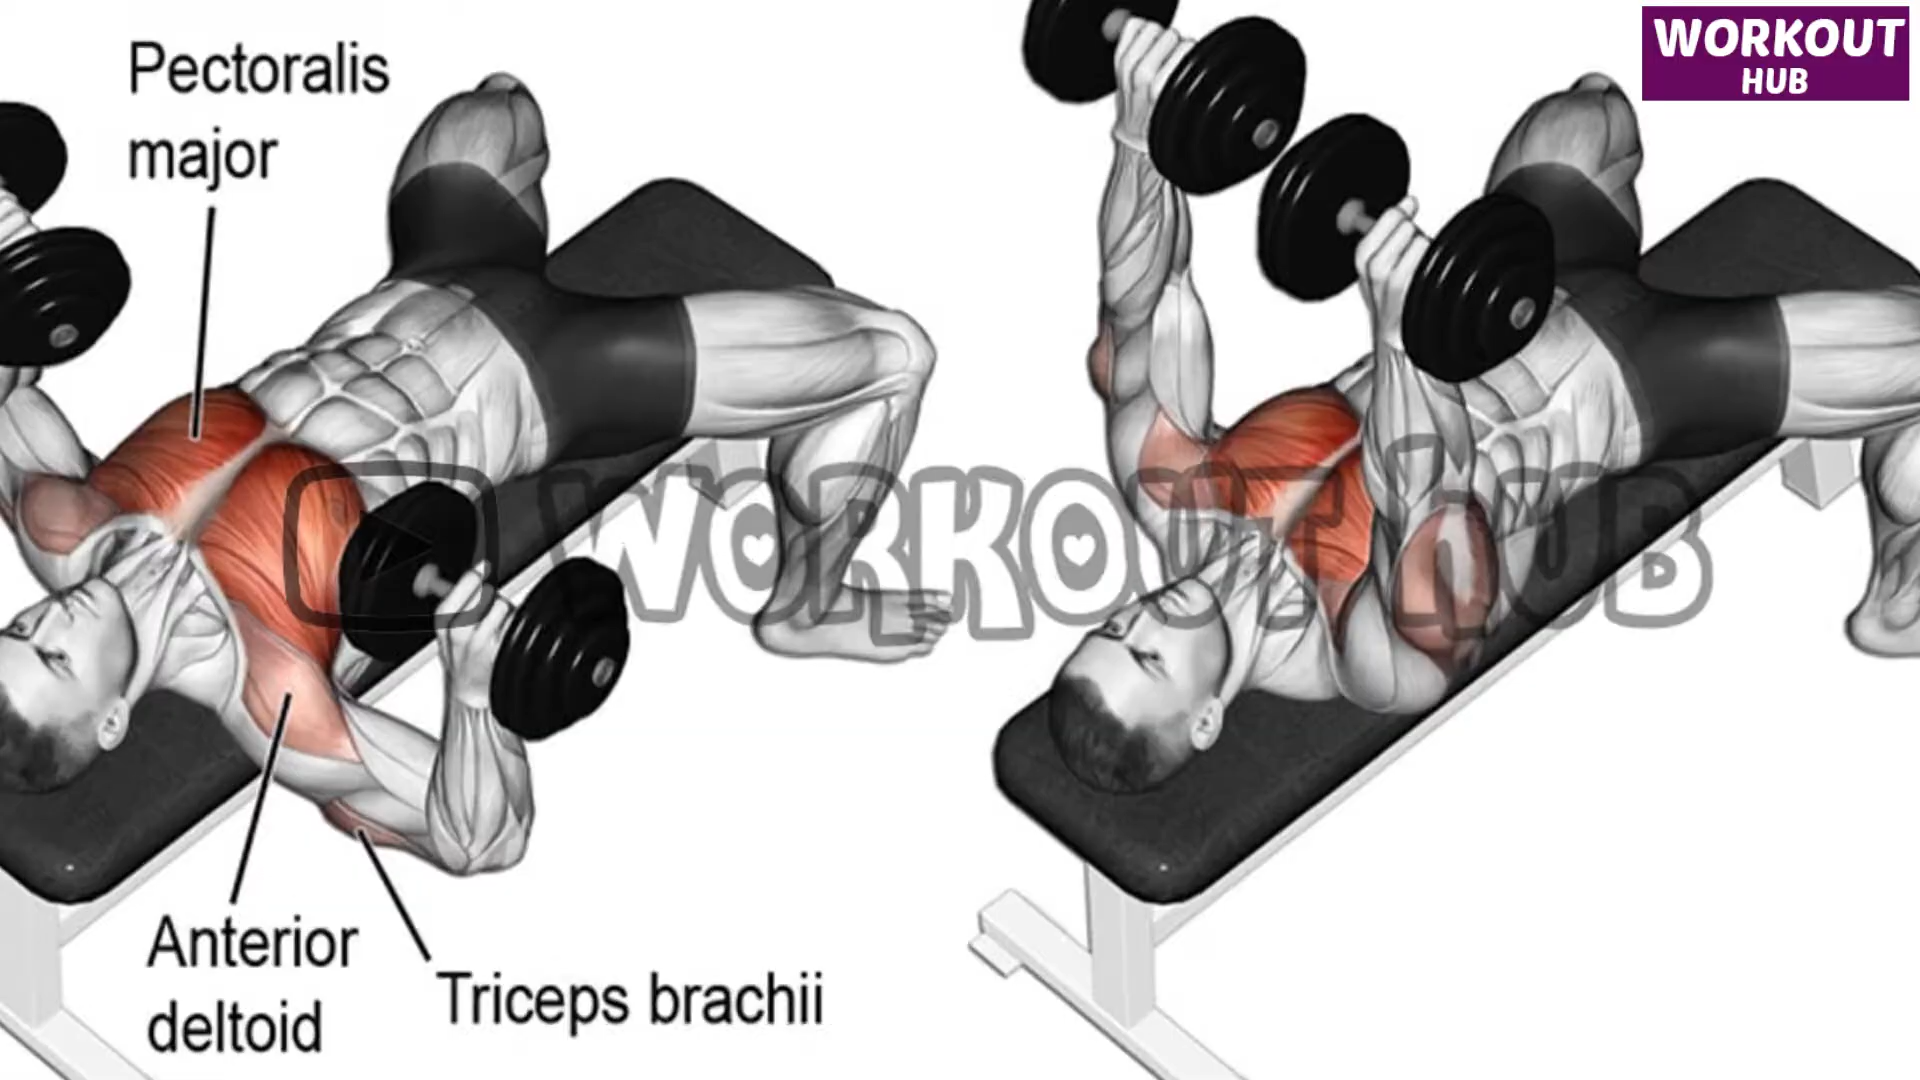 Pectoralis
major
WORKOUT
HUB
WORKOUT HUB
Anterior
deltoid
Triceps brachii